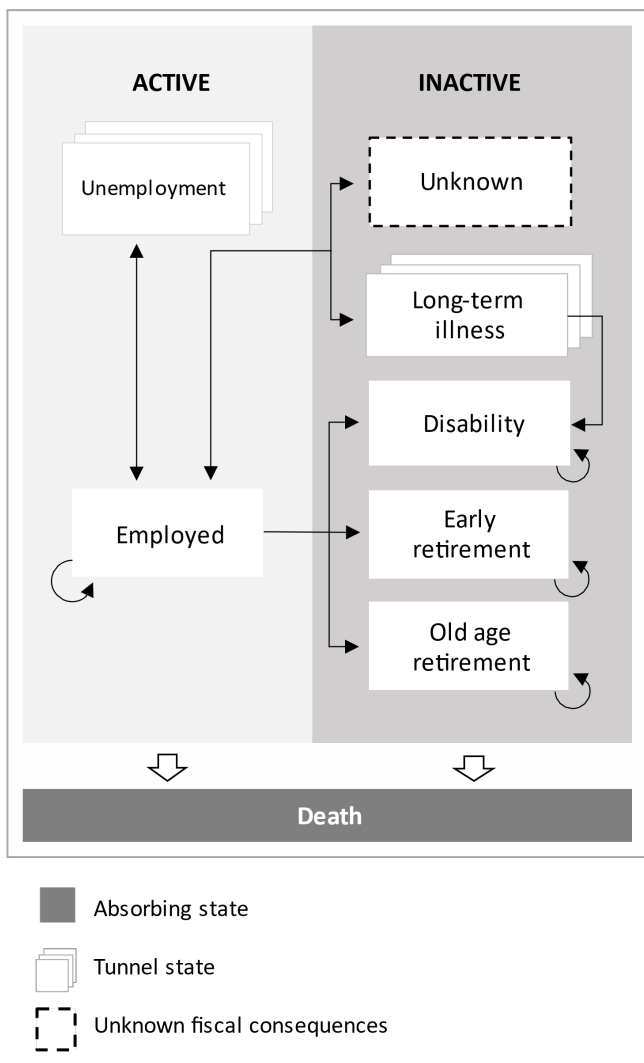 ACTIVE
INACTIVE
Unemployment
Unknown
Long-term
illness
Disability
Employed
Early
retirement
Old age
retirement
Death
Absorbing state
Tunnel state
Unknown fiscal consequences